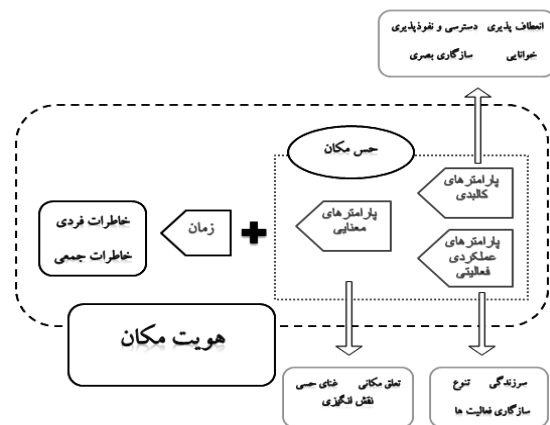 انعطاف پذیری دسترسی و نفوذپذیری
خوانایی سازگاری بصری
حس مکان
پارامترهای
کالبدی
پارامترهای
معنایی
پارامترهای
عملکردی
فعالیتی
زمان
خاطرات فردی
خاطرات جمعی
هویت مکان
سرزندگی تنوع
سازگاری فعالیت ها
تعلق مکانی غنای حسی
نقش انگیزی